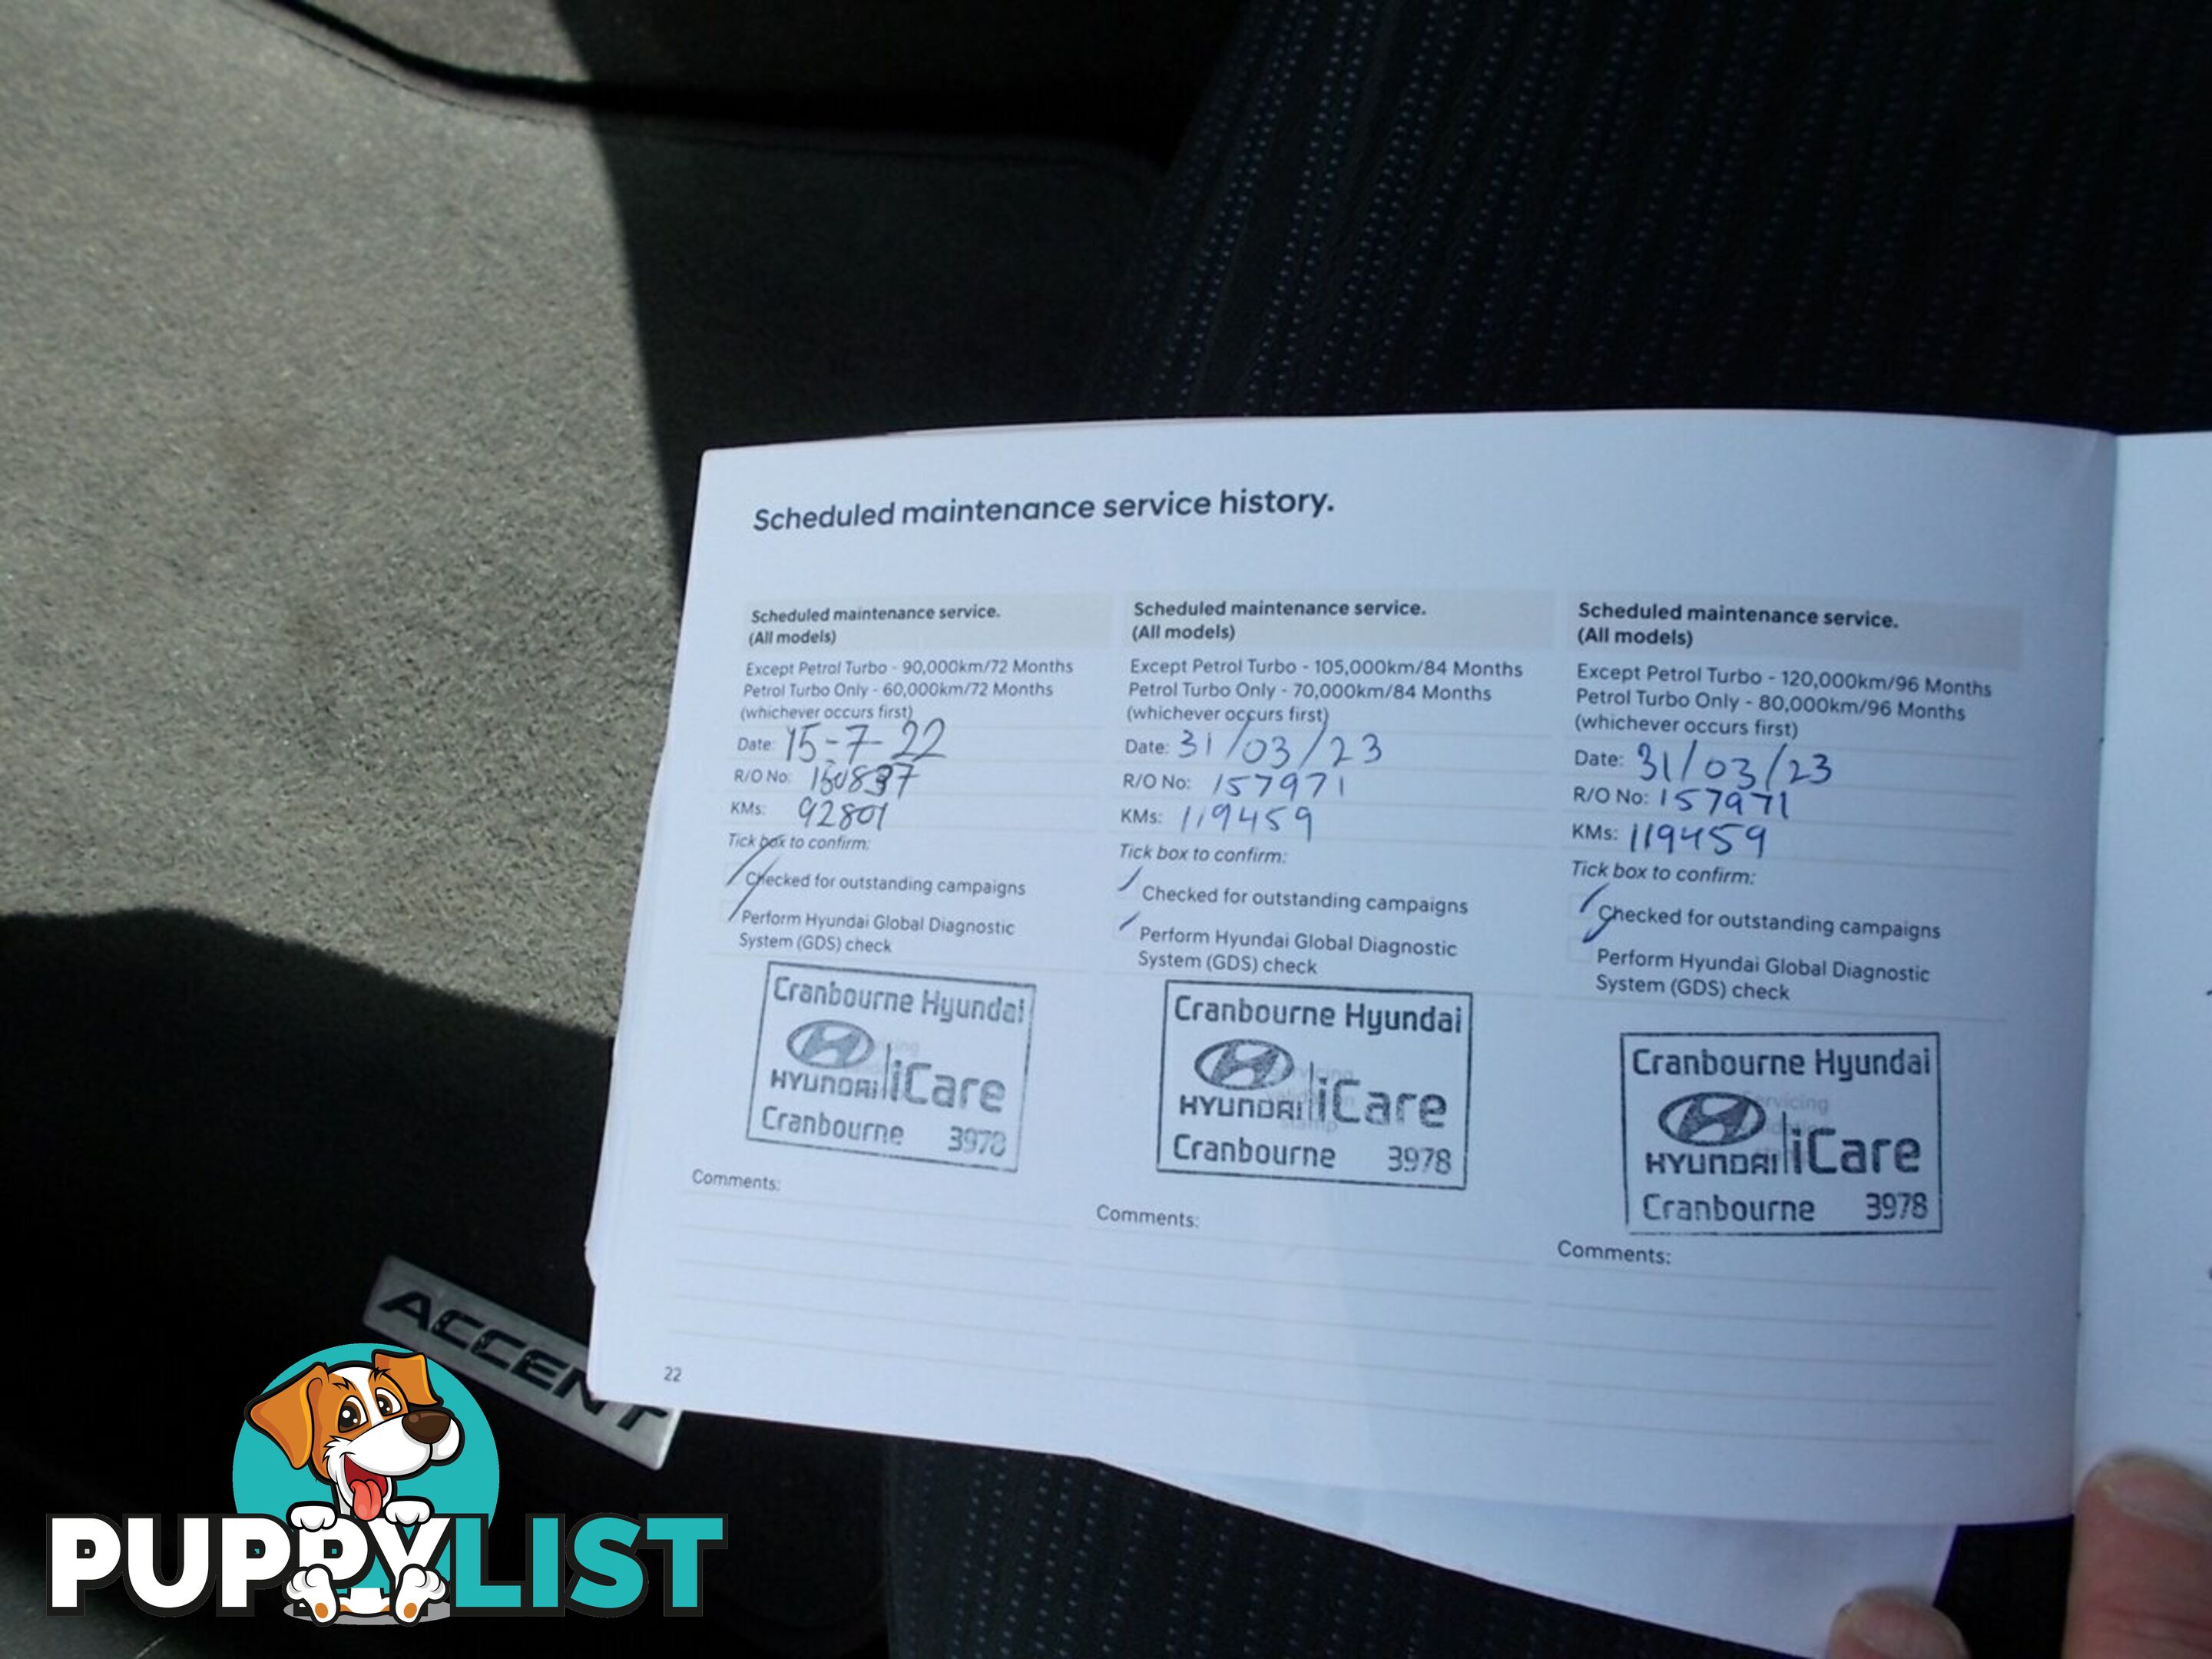 Scheduled maintenance service history.
Scheduled maintenance service.
(All models)
Except Petrol Turbo - 90,000km/72 Months
Petrol Turbo Only - 60,000km/72 Months
(whichever occurs first)
Date: 15-7-22
R/O No:
KMs: 92801
Tick box to confirm:
Checked for outstanding campaigns
Perform Hyundai Global Diagnostic
System (GDS) check
Cranbourne Hyundai
HYUNDAI iCare
Cranbourne 3978
Comments:
Scheduled maintenance service.
(All models)
Except Petrol Turbo - 105,000km/84 Months
Petrol Turbo Only - 70,000km/84 Months
(whichever occurs first)
Date: 31/03/23
R/O No: 157971
KMs: 119459
Tick box to confirm:
Checked for outstanding campaigns
Perform Hyundai Global Diagnostic
System (GDS) check
Cranbourne Hyundai
HYUNDAI iCare
Cranbourne 3978
Comments:
Scheduled maintenance service.
(All models)
Except Petrol Turbo - 120,000km/96 Months
Petrol Turbo Only - 80,000km/96 Months
(whichever occurs first)
Date: 31/03/23
R/O No: 157971
KMs: 119459
Tick box to confirm:
Checked for outstanding campaigns
Perform Hyundai Global Diagnostic
System (GDS) check
Cranbourne Hyundai
HYUNDAI iCare
Cranbourne 3978
Comments:
22
ACCENT
PUPPYLIST